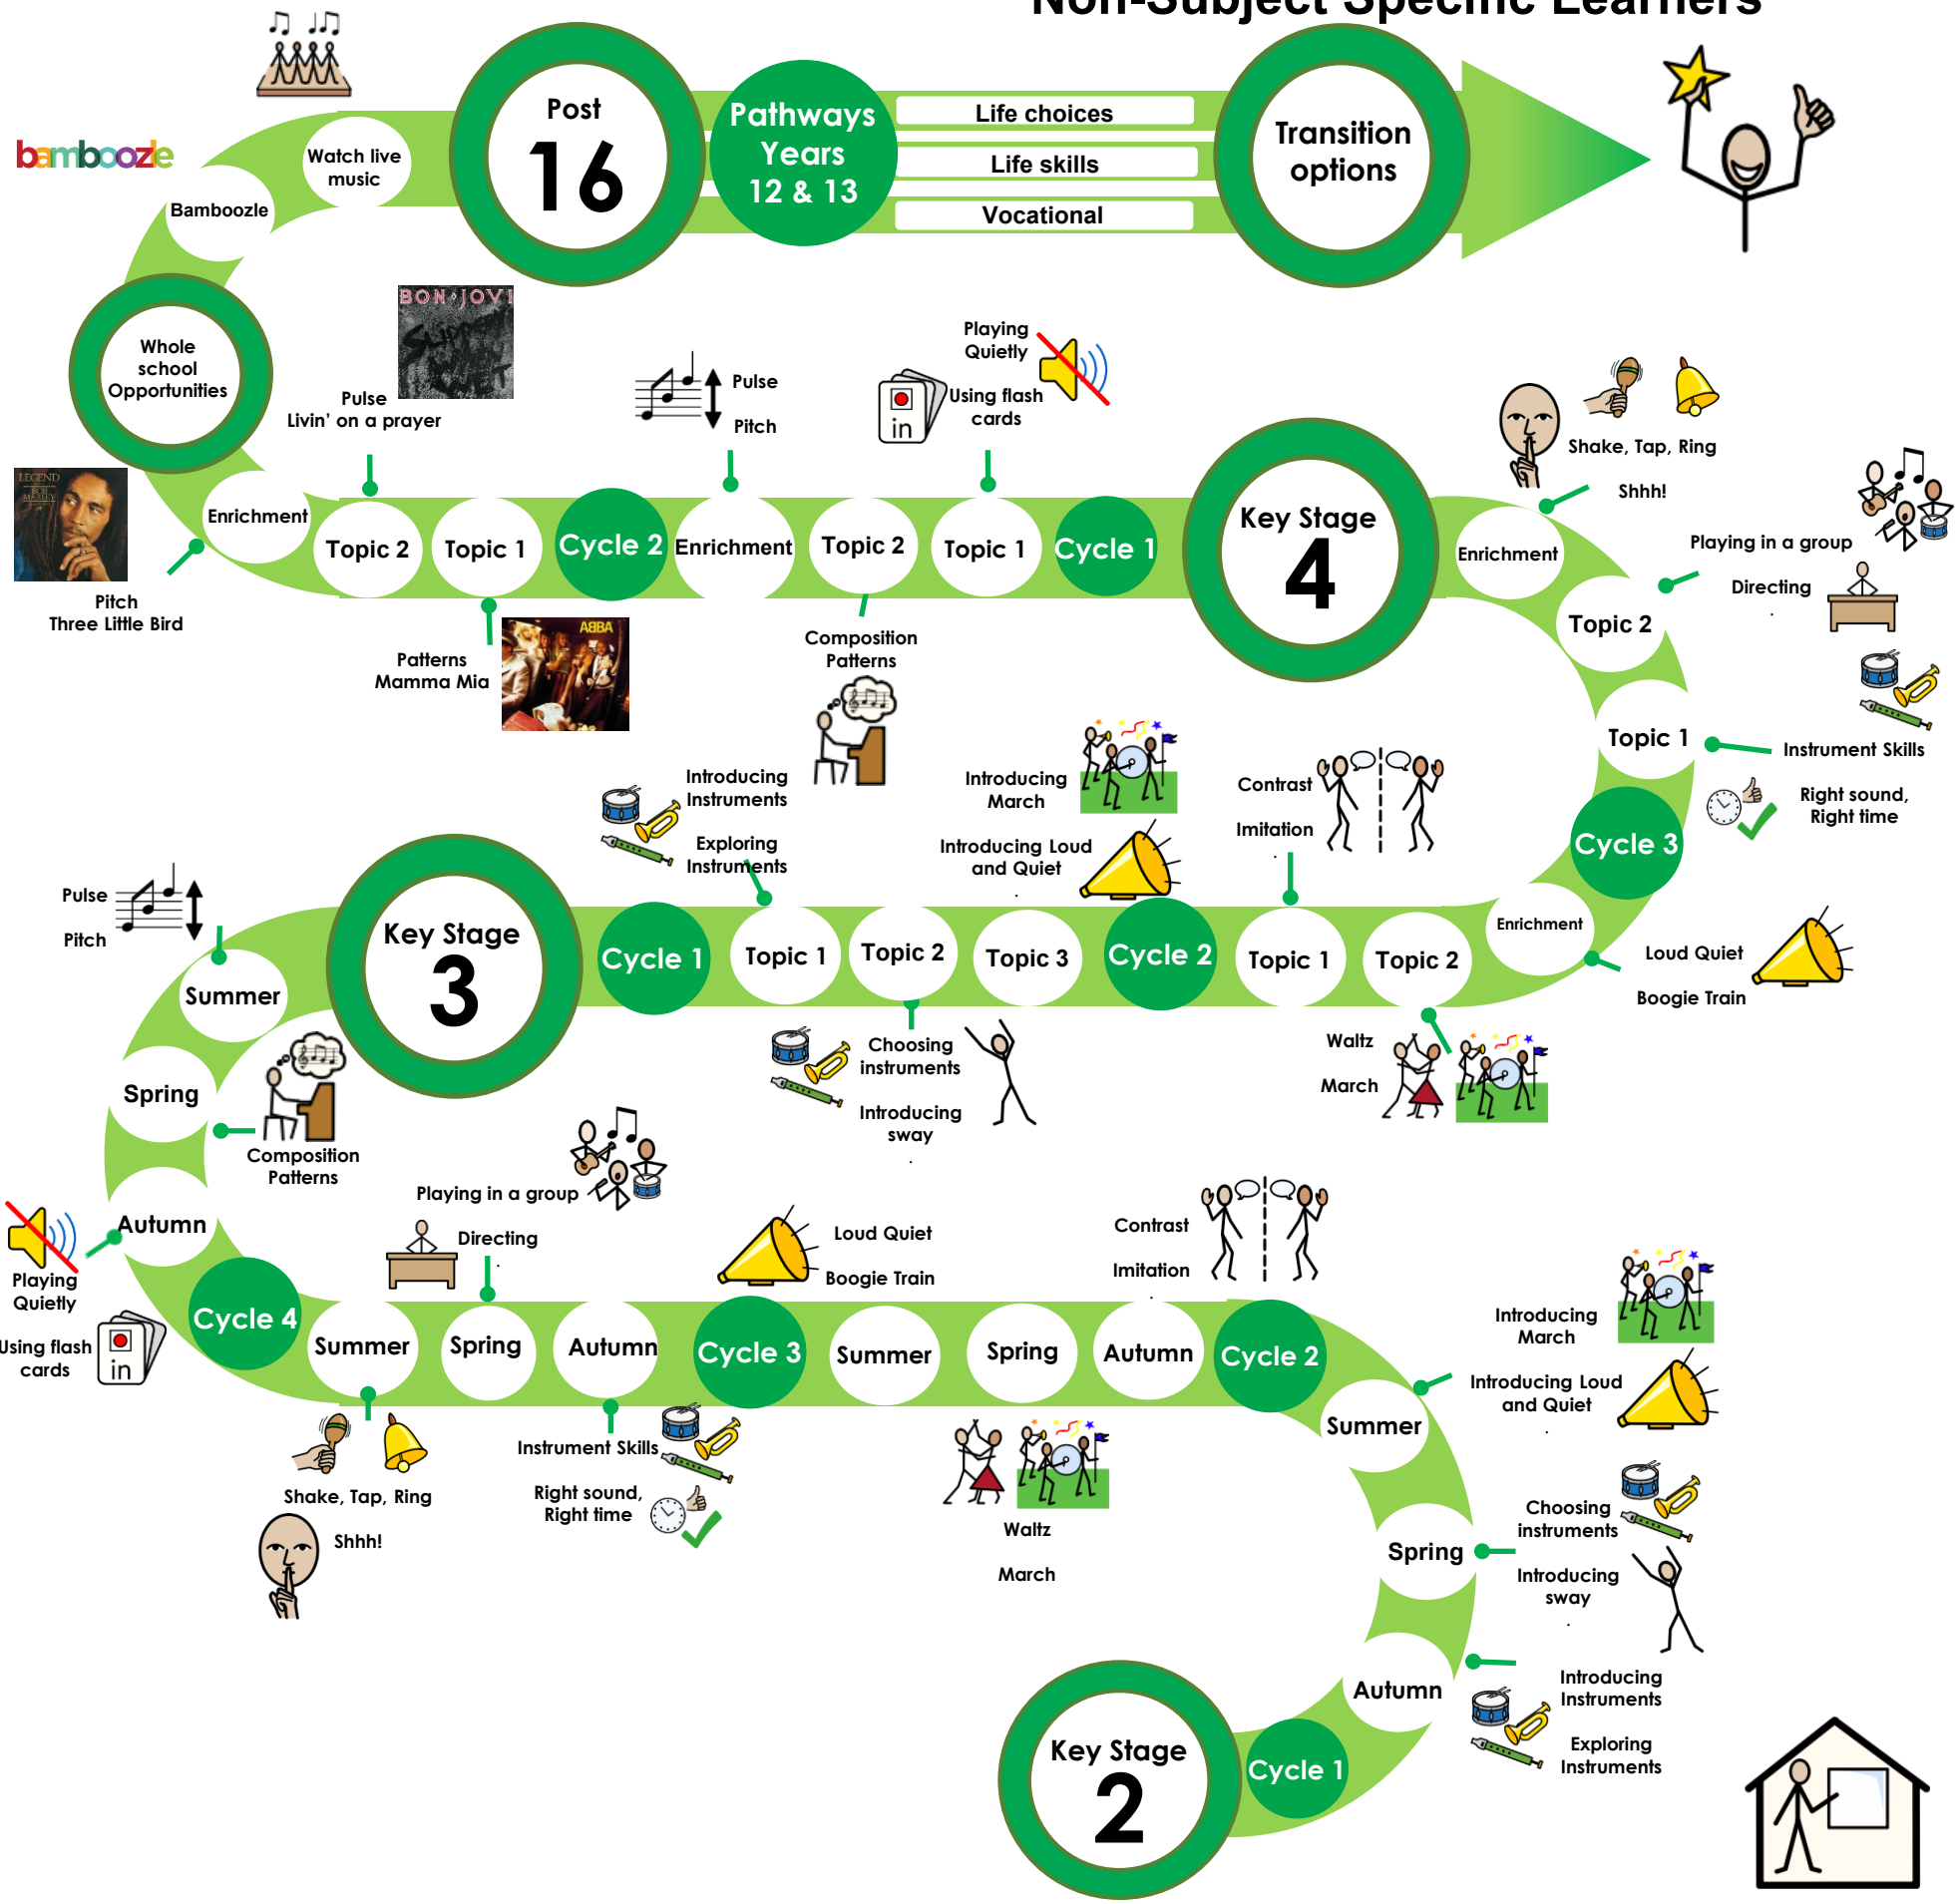 Non-Subject Specific Learners
Post
16
Pathways
Years
12 & 13
Life choices
Life skills
Vocational
Transition
options
bamboozle
Watch live
music
Bamboozle
Whole
school
Opportunities
BON JOVI
SLIPPERY
WHEN
WET
Pulse
Livin' on a prayer
Pulse
Pitch
Playing
Quietly
Using flash
cards
in
Shake, Tap, Ring
Shhh!
LEGEND
BOB
MARLEY
Pitch
Three Little Bird
Enrichment
Topic 2
Topic 1
Cycle 2
Enrichment
Topic 2
Topic 1
Cycle 1
Key Stage
4
Enrichment
Playing in a group
Directing
.
Topic 2
Patterns
Mamma Mia
ABBA
Composition
Patterns
Topic 1
Instrument Skills
Right sound,
Right time
Cycle 3
Introducing
Instruments
Exploring
Instruments
Introducing
March
Introducing Loud
and Quiet
.
Contrast
Imitation
.
Pulse
Pitch
Key Stage
3
Cycle 1
Topic 1
Topic 2
Topic 3
Cycle 2
Topic 1
Topic 2
Enrichment
Loud Quiet
Boogie Train
Summer
Choosing
instruments
Introducing
sway
.
Waltz
March
Spring
Composition
Patterns
Autumn
Playing
Quietly
Using flash
cards
in
Playing in a group
Directing
.
Loud Quiet
Boogie Train
Contrast
Imitation
.
Cycle 4
Summer
Spring
Autumn
Cycle 3
Summer
Spring
Autumn
Cycle 2
Introducing
March
Introducing Loud
and Quiet
.
Summer
Shake, Tap, Ring
Shhh!
Instrument Skills
Right sound,
Right time
Waltz
March
Spring
Choosing
instruments
Introducing
sway
.
Autumn
Introducing
Instruments
Exploring
Instruments
Key Stage
2
Cycle 1